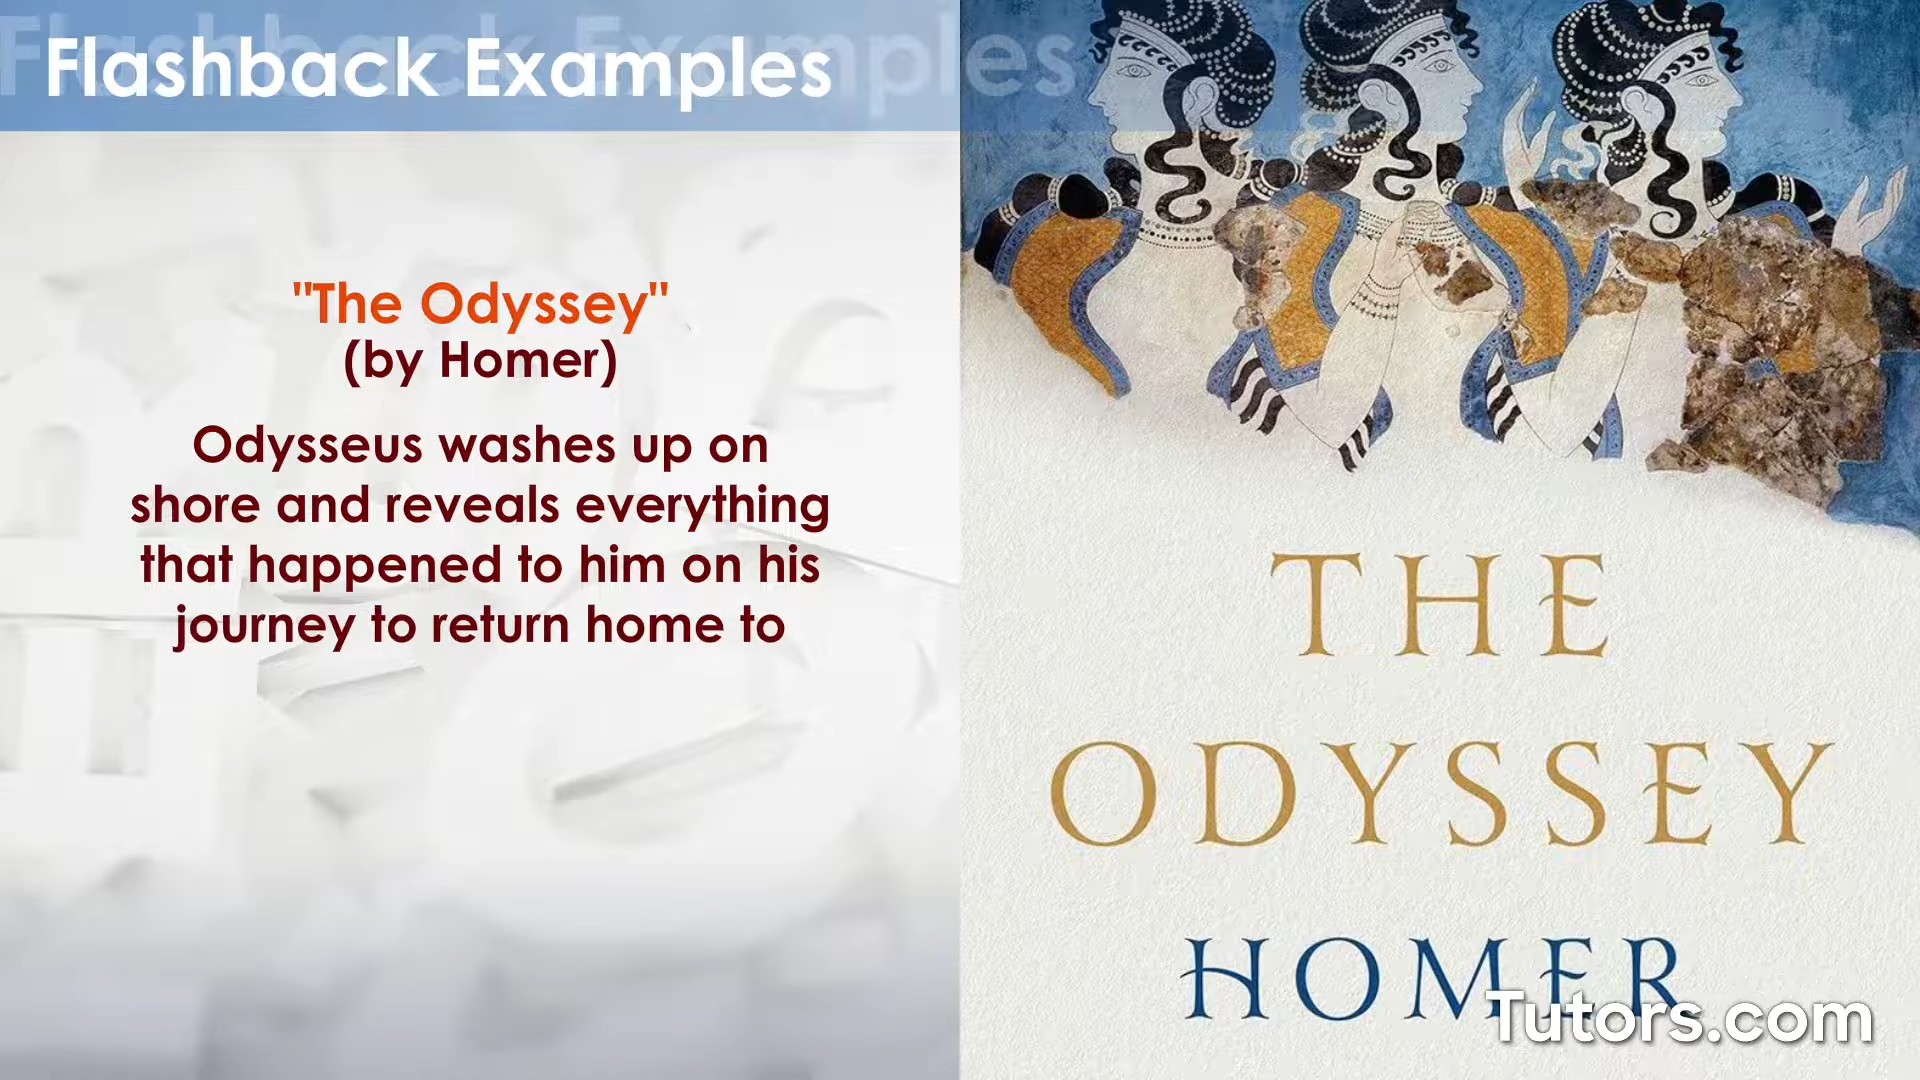 Flashback Examples
"The Odyssey"
(by Homer)
Odysseus washes up on
shore and reveals everything
that happened to him on his
journey to return home to
THE
ODYSSEY
HOMER
Tutors.com